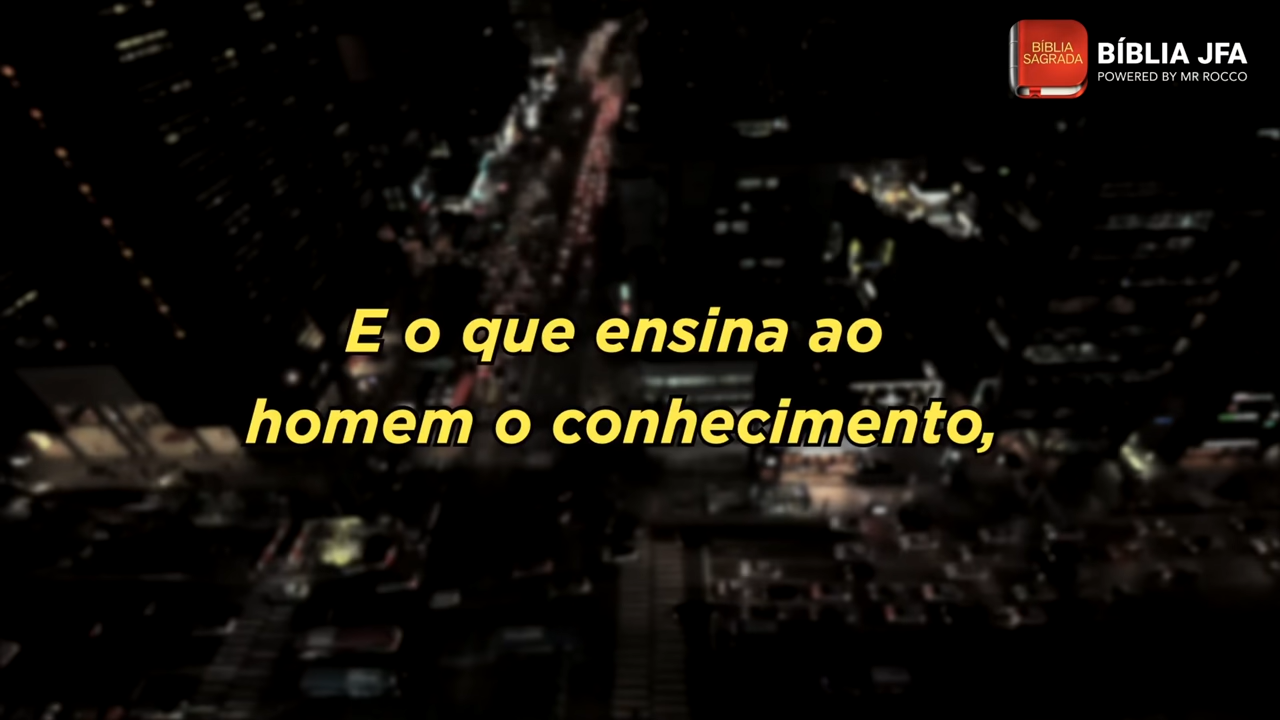 BÍBLIA
SAGRADA
BÍBLIA JFA
POWERED BY MR ROCCO
E o que ensina ao
homem o conhecimento,